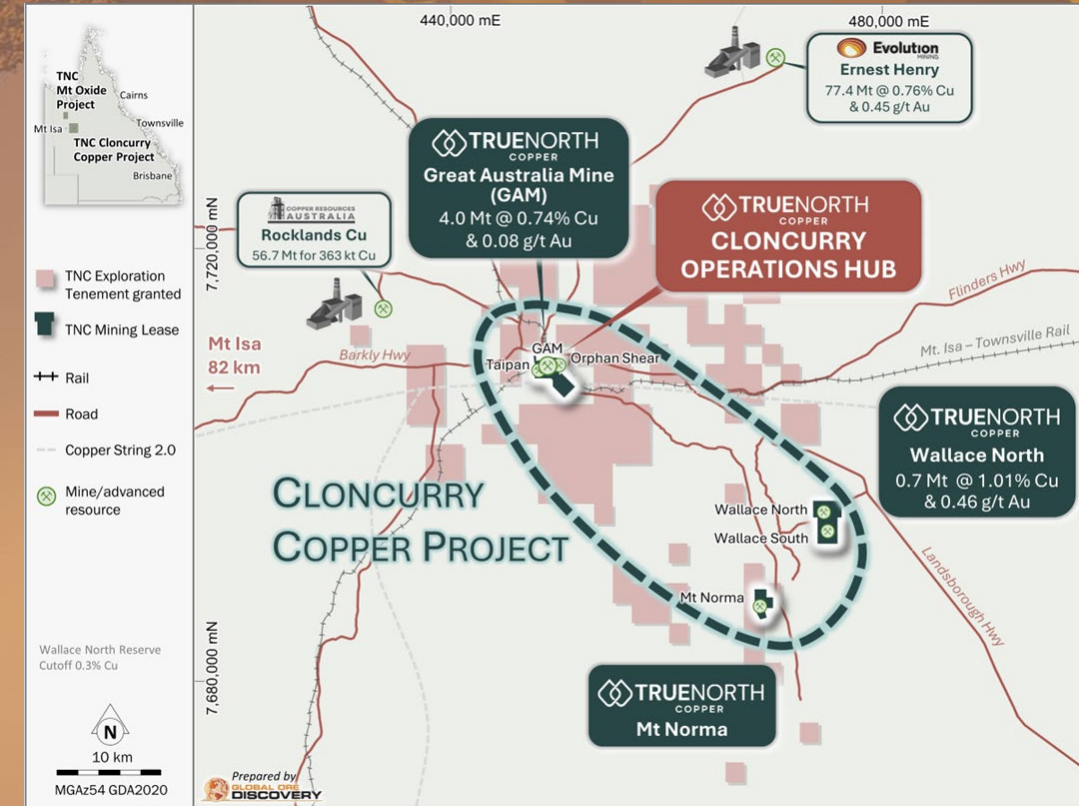 TNC
Mt Oxide
Project
Cairns
Townsville
Mt Isa
TNC Cloncurry
Copper Project
Brisbane
TNC Exploration
Tenement granted
TNC Mining Lease
Rail
Road
Copper String 2.0
Mine/advanced
resource
Wallace North Reserve
Cutoff 0.3% Cu
N
10 km
MGAz54 GDA2020
440,000 mE
480,000 mE
7,720,000 mN
7,680,000 mN
Evolution
MINING
Ernest Henry
77.4 Mt @ 0.76% Cu
& 0.45 g/t Au
TRUENORTH
COPPER
Great Australia Mine
(GAM)
4.0 Mt @ 0.74% Cu
& 0.08 g/t Au
COPPER RESOURCES
AUSTRALIA
Rocklands Cu
56.7 Mt for 363 kt Cu
TRUENORTH
COPPER
CLONCURRY
OPERATIONS HUB
Flinders Hwy
Mt. Isa – Townsville Rail
Mt Isa
82 km
Barkly Hwy
GAM
Taipan
Orphan Shear
TRUENORTH
COPPER
Wallace North
0.7 Mt @ 1.01% Cu
& 0.46 g/t Au
CLONCURRY
COPPER PROJECT
Wallace North
Wallace South
Mt Norma
Landsborough Hwy
TRUENORTH
COPPER
Mt Norma
Prepared by
GLOBAL ORE
DISCOVERY